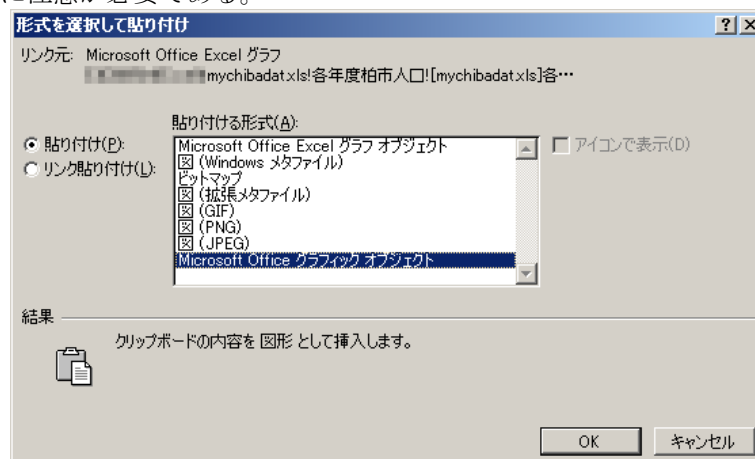 に注意が必要である。
形式を選択して貼り付け
リンク元: Microsoft Office Excel グラフ
mychibadat.xls!各年度柏市人口![mychibadat.xls]各…
貼り付ける形式(A):
貼り付け(P):
リンク貼り付け(L):
Microsoft Office Excel グラフ オブジェクト
図 (Windows メタファイル)
ビットマップ
図 (拡張メタファイル)
図 (GIF)
図 (PNG)
図 (JPEG)
Microsoft Office グラフィック オブジェクト
アイコンで表示(D)
結果
クリップボードの内容を 図形 として挿入します。
OK
キャンセル